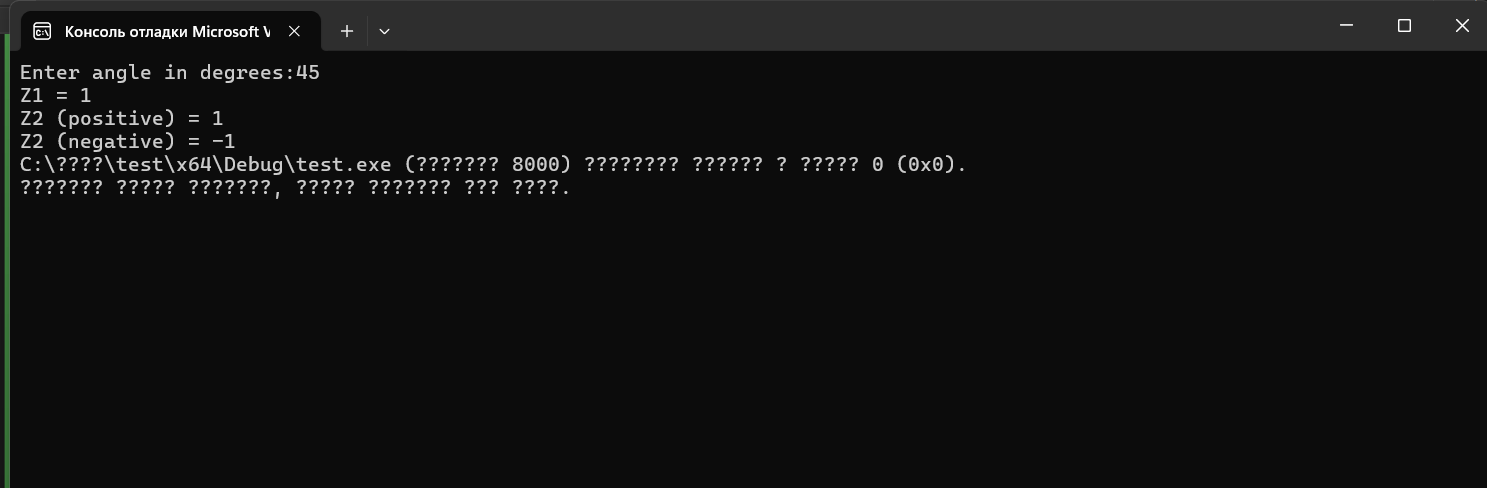 Консоль отладки Microsoft V
Enter angle in degrees:45
Z1 = 1
Z2 (positive) = 1
Z2 (negative) = -1
C:\????\test\x64\Debug\test.exe (??????? 8000) ???????? ?????? ? ????? 0 (0x0).
??????? ????? ???????, ????? ??????? ??? ????.